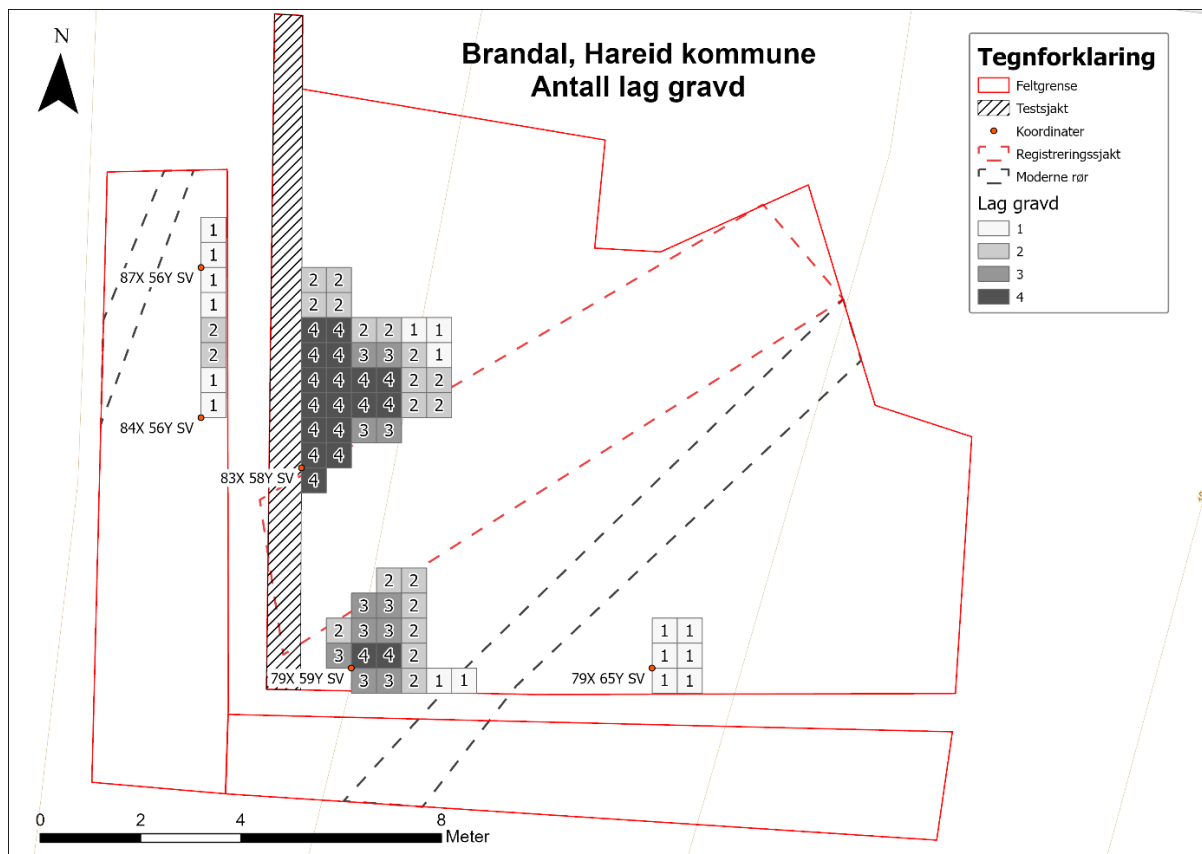 N
Brandal, Hareid kommune
Antall lag gravd
Tegnforklaring
Feltgrense
Testsjakt
Koordinater
Registreringssjakt
Moderne rør
Lag gravd
1
2
3
4
1
1
87X 56Y SV
1
1
2
2
1
1
84X 56Y SV
2 2
2 2
4 4 2 2 1 1
4 4 3 3 2 1
4 4 4 4 2 2
4 4 4 4 2 2
4 4 3 3
4 4
83X 58Y SV
4
2 2
3 3 2
2 3 3 2
3 4 4 2
79X 59Y SV
3 3 2 1 1
1 1
1 1
79X 65Y SV
1 1
0 2 4 8
Meter